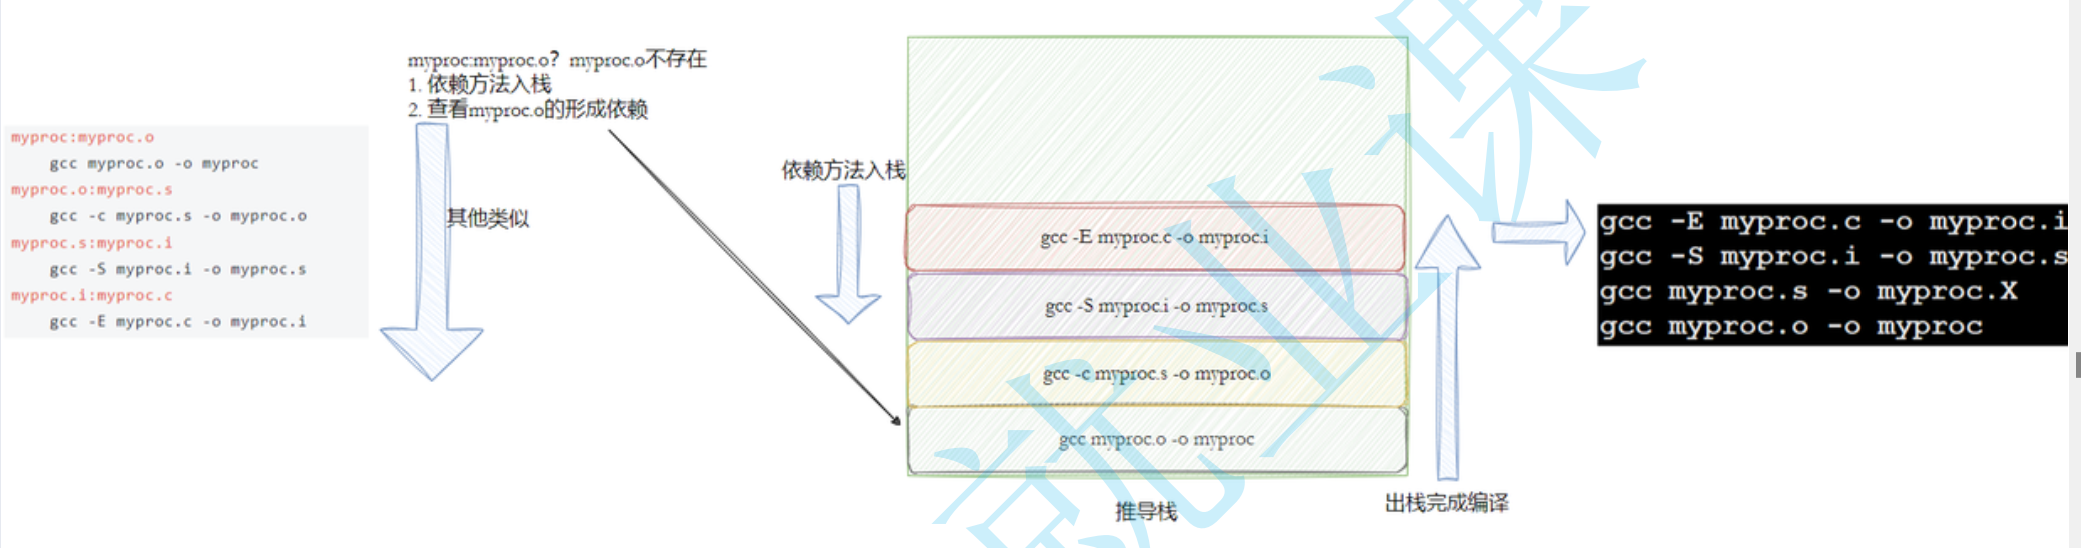 myproc:myproc.o
gcc myproc.o -o myproc
myproc.o:myproc.s
gcc -c myproc.s -o myproc.o
myproc.s:myproc.i
gcc -S myproc.i -o myproc.s
myproc.i:myproc.c
gcc -E myproc.c -o myproc.i
myproc:myproc.o？myproc.o不存在
1. 依赖方法入栈
2. 查看myproc.o的形成依赖
其他类似
依赖方法入栈
gcc -E myproc.c -o myproc.i
gcc -S myproc.i -o myproc.s
gcc -c myproc.s -o myproc.o
gcc myproc.o -o myproc
推导栈
出栈完成编译
gcc -E myproc.c -o myproc.i
gcc -S myproc.i -o myproc.s
gcc myproc.s -o myproc.X
gcc myproc.o -o myproc
就业课